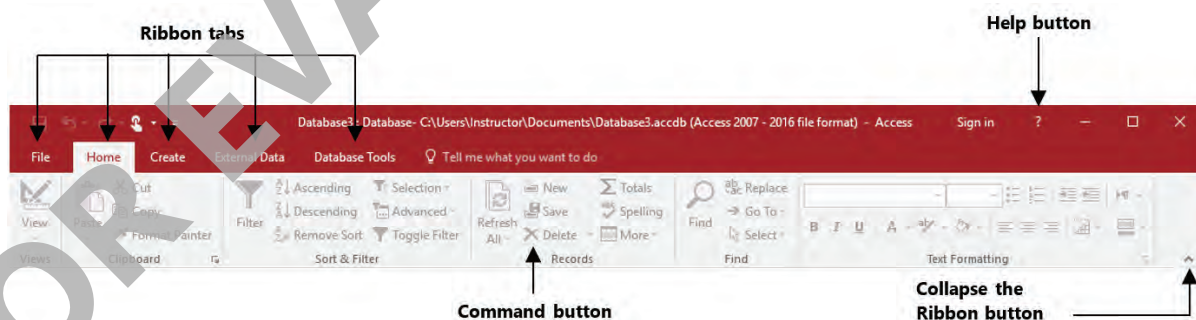 Ribbon tabs
Help button
Database3 : Database- C:\Users\Instructor\Documents\Database3.accdb (Access 2007 - 2016 file format) - Access Sign in ?
File Home Create External Data Database Tools Tell me what you want to do
View
Paste
Cut
Copy
Format Painter
Filter
Ascending
Descending
Remove Sort
Selection
Advanced
Toggle Filter
Refresh
All
New
Save
Delete
Totals
Spelling
More
Find
Replace
Go To
Select
B I U A
Views Clipboard Sort & Filter Records Find Text Formatting
Command button
Collapse the
Ribbon button
OR EVA